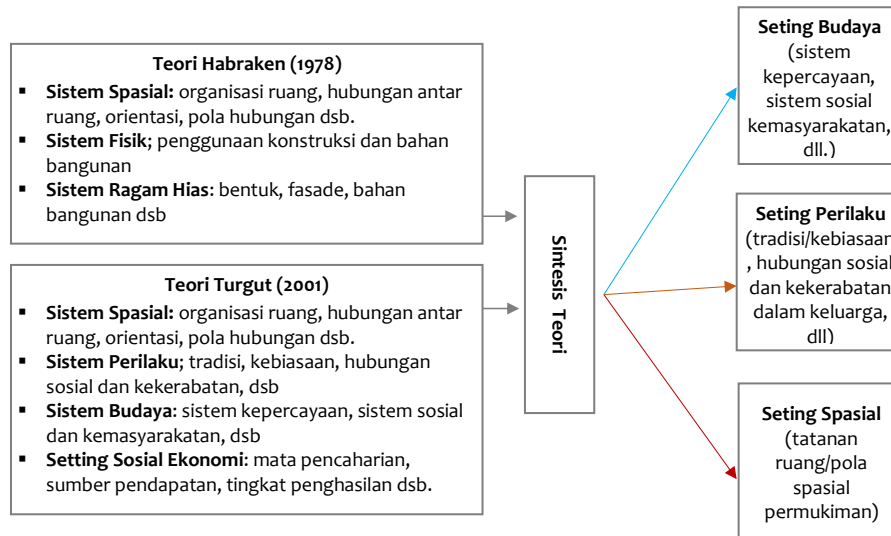 Teori Habraken (1978)
▪ Sistem Spasial: organisasi ruang, hubungan antar
ruang, orientasi, pola hubungan dsb.
▪ Sistem Fisik; penggunaan konstruksi dan bahan
bangunan
▪ Sistem Ragam Hias: bentuk, fasade, bahan
bangunan dsb
Teori Turgut (2001)
▪ Sistem Spasial: organisasi ruang, hubungan antar
ruang, orientasi, pola hubungan dsb.
▪ Sistem Perilaku; tradisi, kebiasaan, hubungan
sosial dan kekerabatan, dsb
▪ Sistem Budaya: sistem kepercayaan, sistem sosial
dan kemasyarakatan, dsb
▪ Setting Sosial Ekonomi: mata pencaharian,
sumber pendapatan, tingkat penghasilan dsb.
Sintesis Teori
Seting Budaya
(sistem
kepercayaan,
sistem sosial
kemasyarakatan,
dll.)
Seting Perilaku
(tradisi/kebiasaan
, hubungan sosial
dan kekerabatan
dalam keluarga,
dll)
Seting Spasial
(tatanan
ruang/pola
spasial
permukiman)